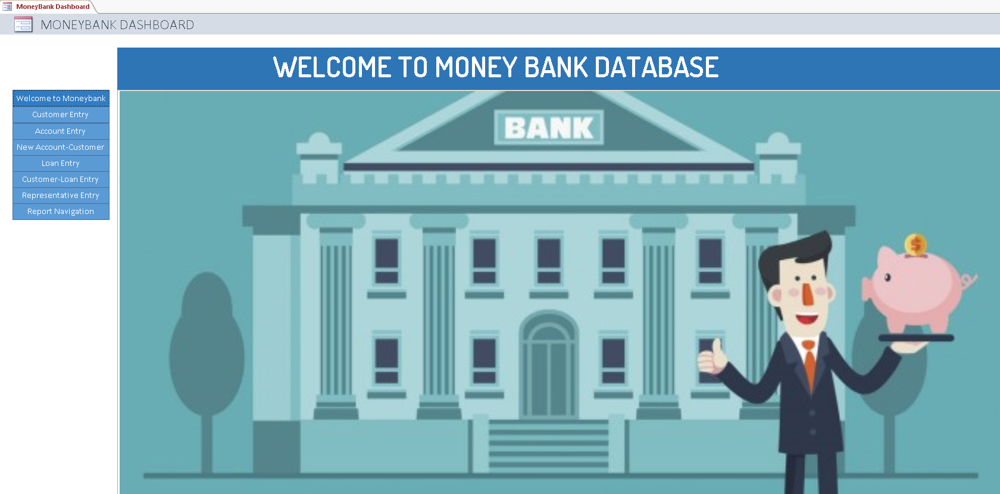 MoneyBank Dashboard
MONEYBANK DASHBOARD
WELCOME TO MONEY BANK DATABASE
Welcome to Moneybank
Customer Entry
Account Entry
New Account-Customer
Loan Entry
Customer-Loan Entry
Representative Entry
Report Navigation
BANK
$